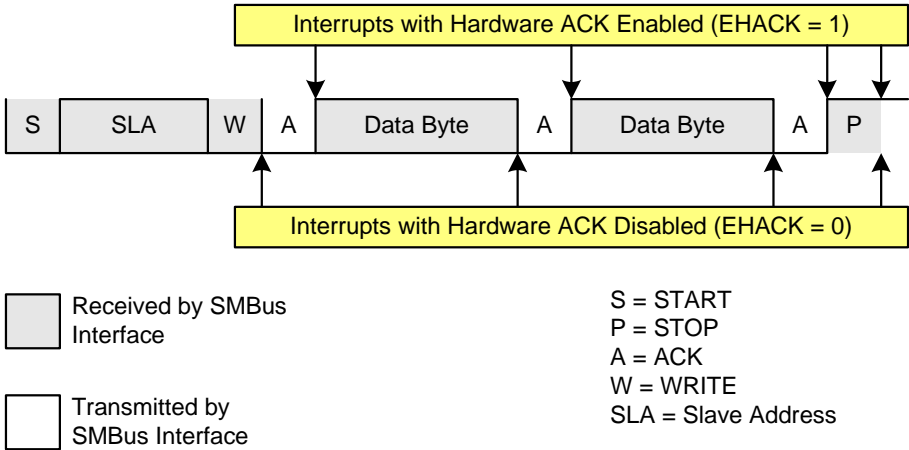 Interrupts with Hardware ACK Enabled (EHACK = 1)
S SLA W A Data Byte A Data Byte A P
Interrupts with Hardware ACK Disabled (EHACK = 0)
Received by SMBus
Interface
Transmitted by
SMBus Interface
S = START
P = STOP
A = ACK
W = WRITE
SLA = Slave Address